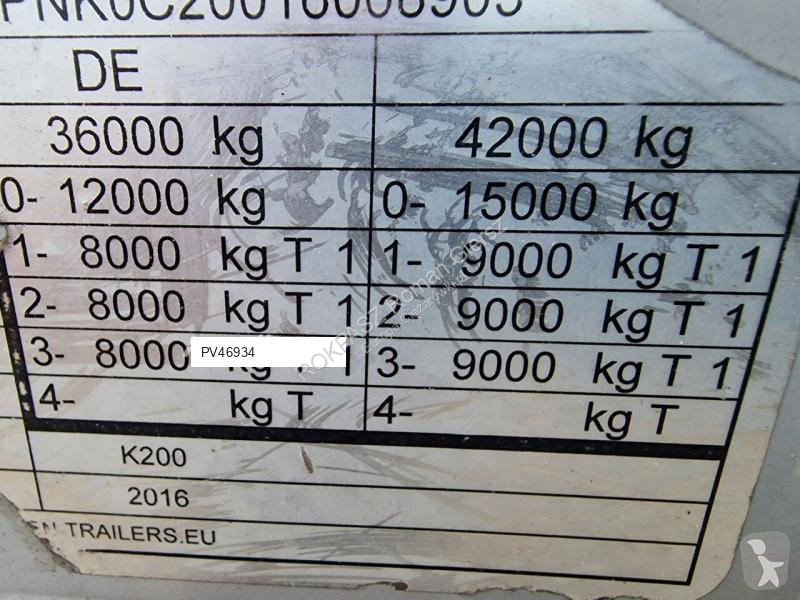 DE
36000 kg 42000 kg
0- 12000 kg 0- 15000 kg
1- 8000 kg T 1 1- 9000 kg T 1
2- 8000 kg T 1 2- 9000 kg T 1
3- 8000 PV46934 kg T 1 3- 9000 kg T 1
4- kg T 4- kg T
K200
2016
TRAILERS.EU